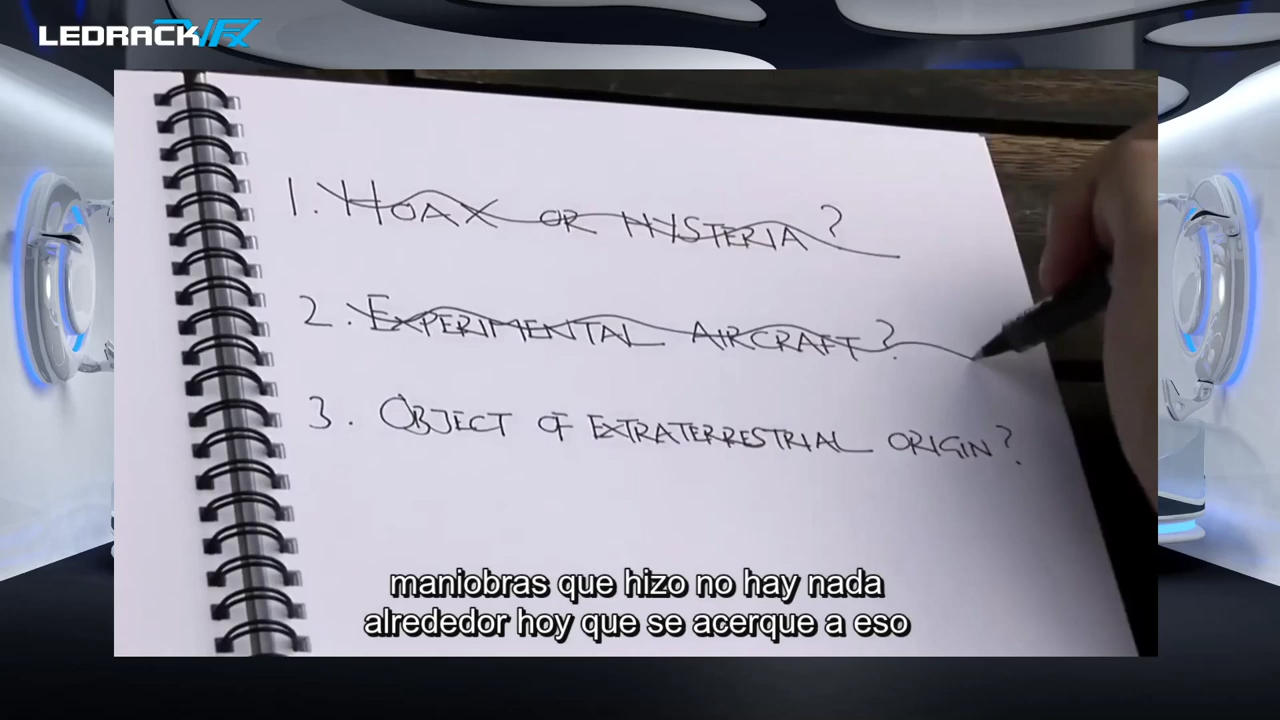 LEDRACK VFX
1. HOAX OR HYSTERIA?
2. EXPERIMENTAL AIRCRAFT?
3. OBJECT OF EXTRATERRESTRIAL ORIGIN?
maniobras que hizo no hay nada
alrededor hoy que se acerque a eso